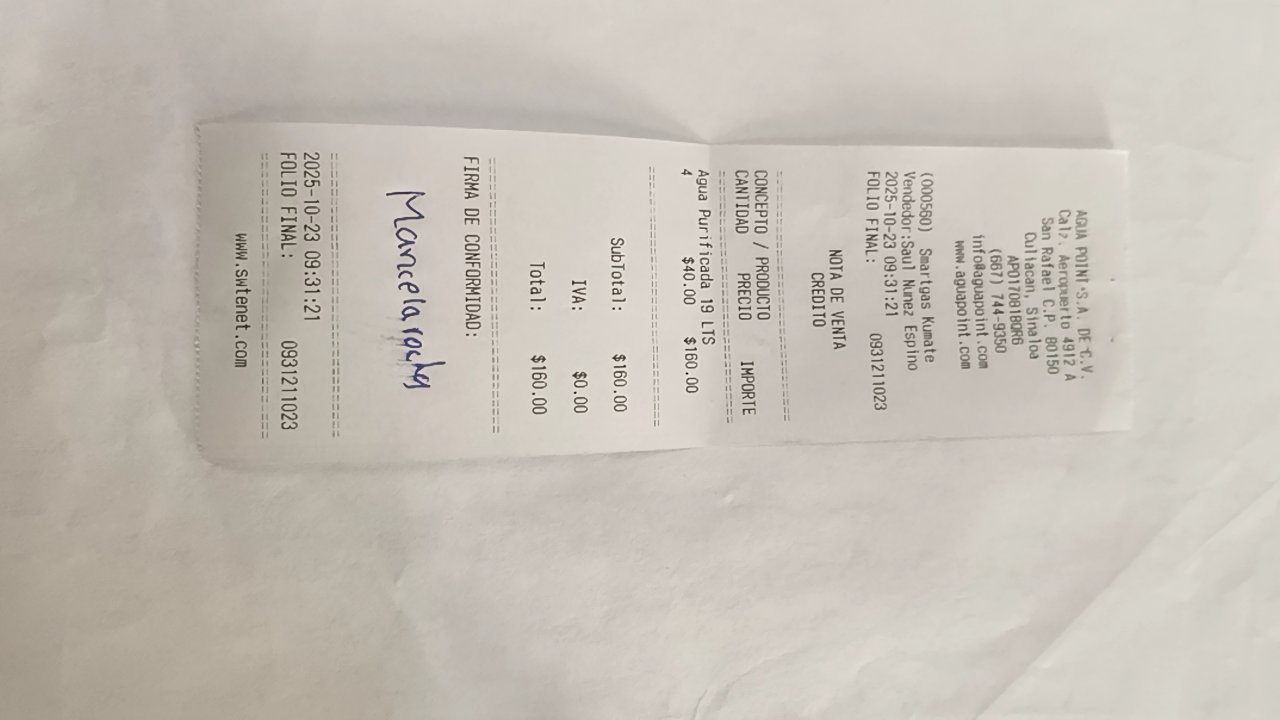 AGUA POINT S.A. DE C.V.
Calz. Aeropuerto 4912 A
San Rafael C.P. 80150
Culiacan, Sinaloa
APO170818QR6
(667) 744-9350
info@aguapoint.com
www.aguapoint.com
(000560) Smartgas Kumate
Vendedor:Saul Nunez Espino
2025-10-23 09:31:21
FOLIO FINAL: 0931211023
NOTA DE VENTA
CREDITO
CONCEPTO / PRODUCTO
CANTIDAD PRECIO IMPORTE
Agua Purificada 19 LTS
4 $40.00 $160.00
SubTotal: $160.00
IVA: $0.00
Total: $160.00
FIRMA DE CONFORMIDAD:
Marcela
2025-10-23 09:31:21
FOLIO FINAL: 0931211023
www.swtenet.com